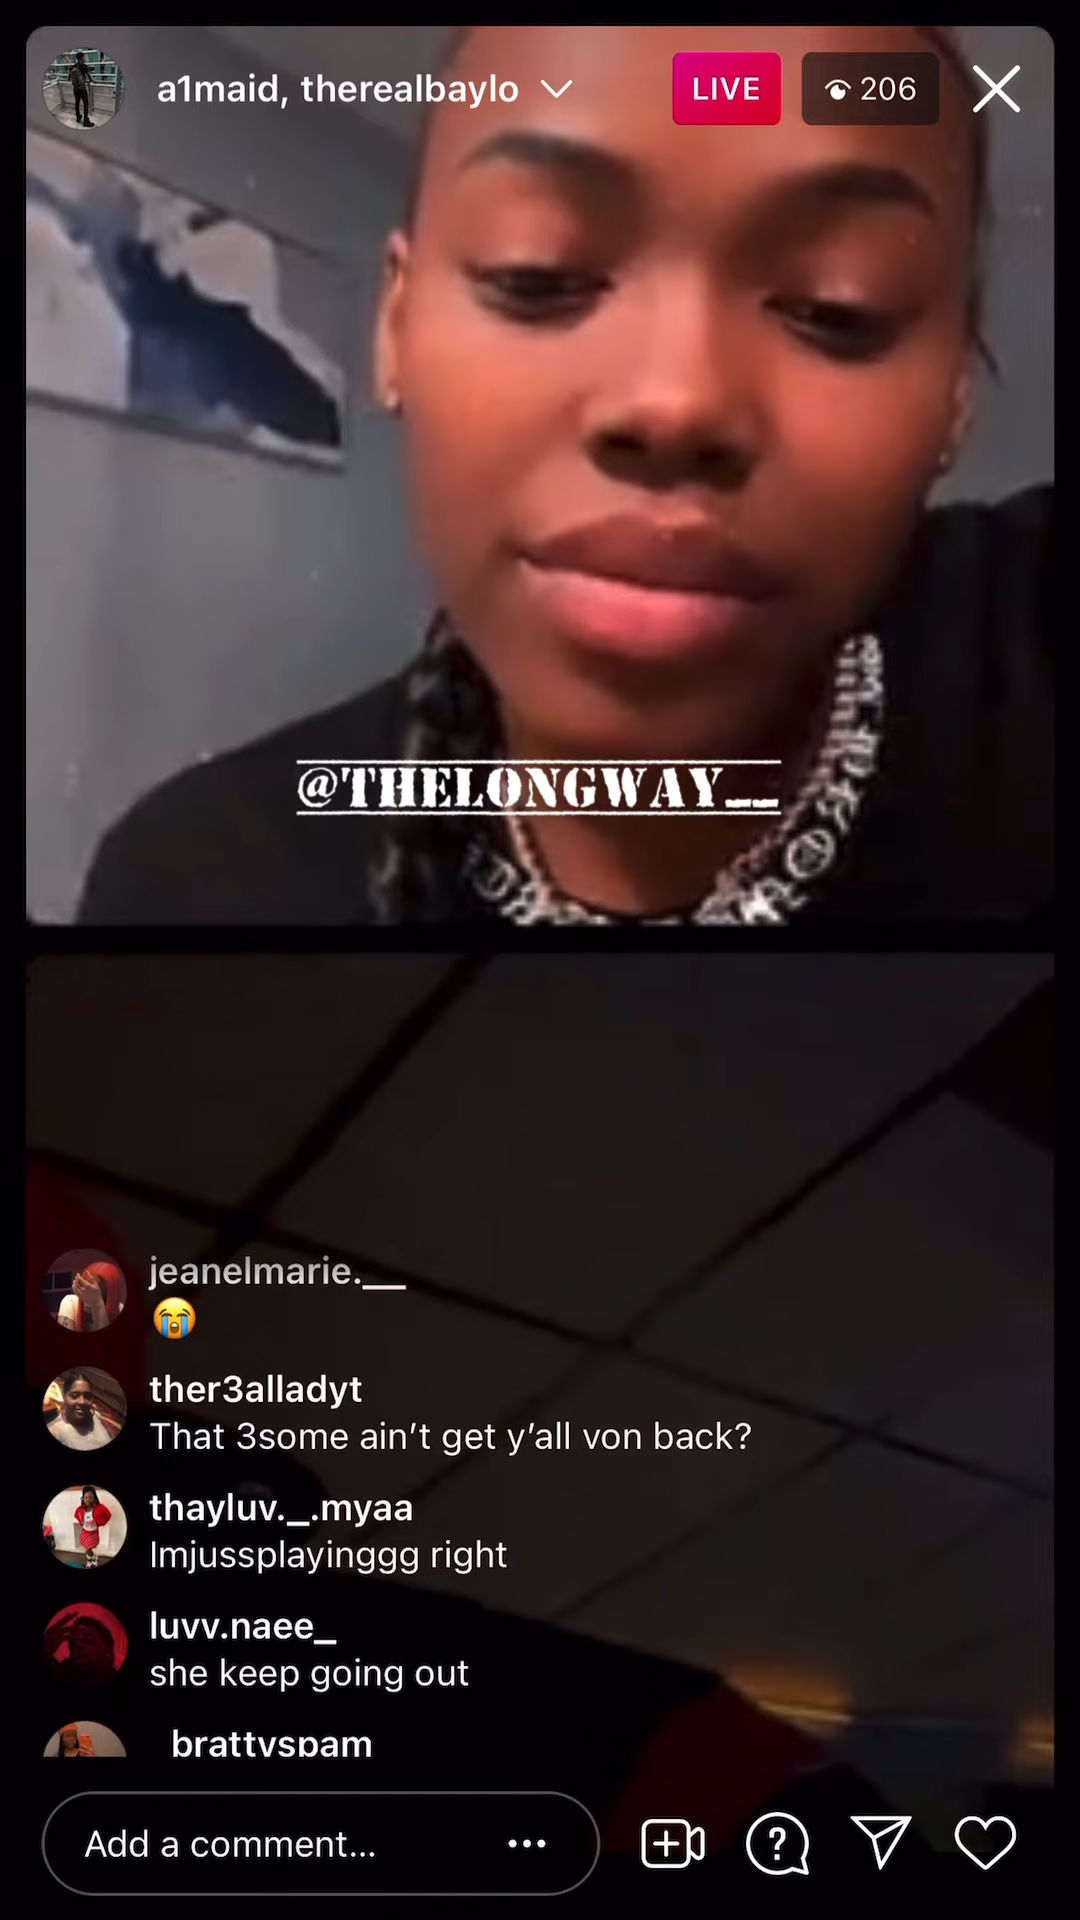 a1maid, therealbaylo
LIVE
206
@THELONGWAY__
jeanelmarie.__
😭
ther3alladyt
That 3some ain’t get y’all von back?
thayluv._.myaa
Imjussplayinggg right
luvv.naee_
she keep going out
brattyspam
Add a comment...